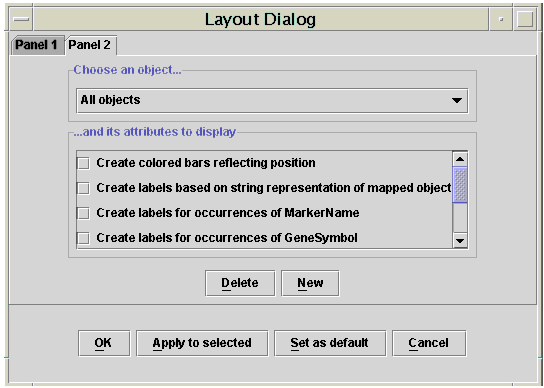 Layout Dialog
Panel 1 Panel 2
Choose an object...
All objects
...and its attributes to display
Create colored bars reflecting position
Create labels based on string representation of mapped object
Create labels for occurrences of MarkerName
Create labels for occurrences of GeneSymbol
Delete New
OK Apply to selected Set as default Cancel